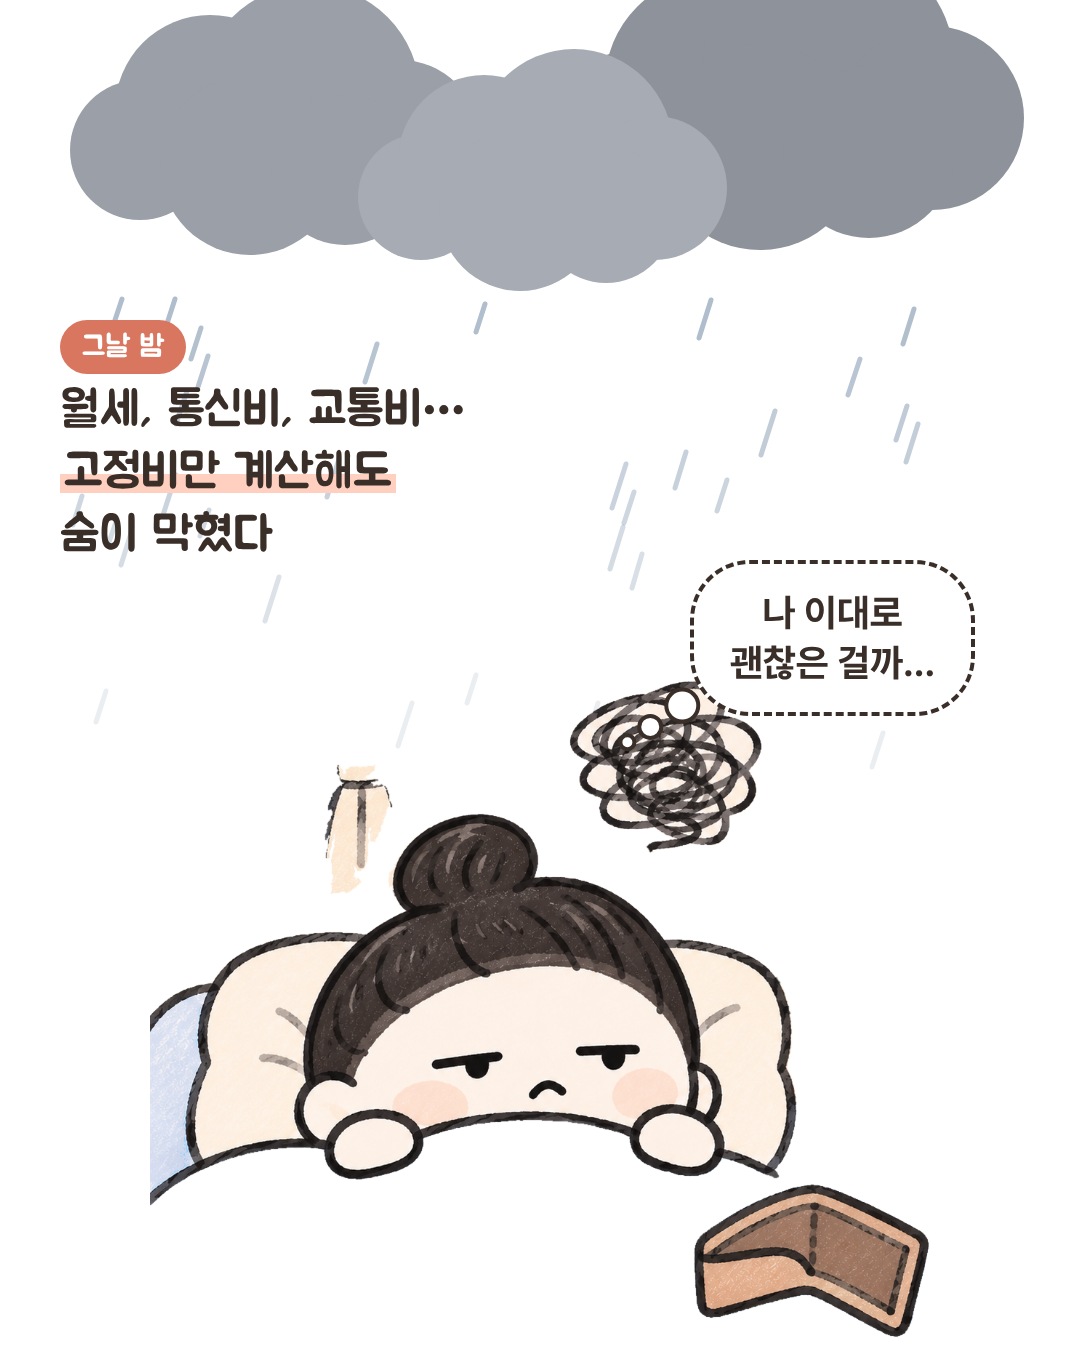 그날 밤
월세, 통신비, 교통비…
고정비만 계산해도
숨이 막혔다
나 이대로
괜찮은 걸까...